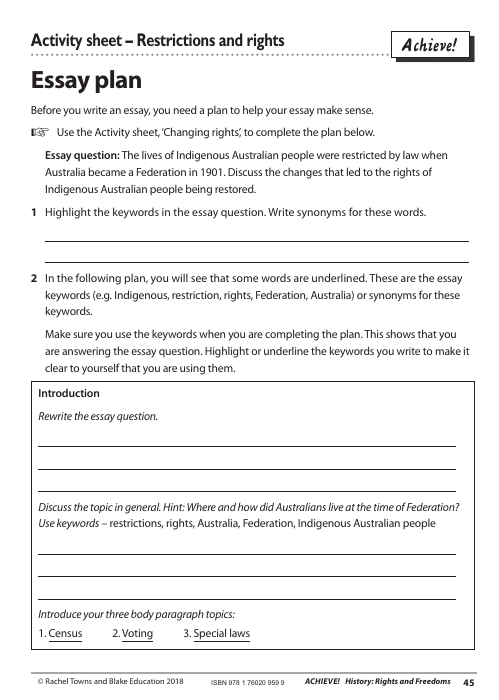 Activity sheet – Restrictions and rights
Achieve!
Essay plan
Before you write an essay, you need a plan to help your essay make sense.
Use the Activity sheet, 'Changing rights', to complete the plan below.
Essay question: The lives of Indigenous Australian people were restricted by law when
Australia became a Federation in 1901. Discuss the changes that led to the rights of
Indigenous Australian people being restored.
1 Highlight the keywords in the essay question. Write synonyms for these words.
2 In the following plan, you will see that some words are underlined. These are the essay
keywords (e.g. Indigenous, restriction, rights, Federation, Australia) or synonyms for these
keywords.
Make sure you use the keywords when you are completing the plan. This shows that you
are answering the essay question. Highlight or underline the keywords you write to make it
clear to yourself that you are using them.
Introduction
Rewrite the essay question.
Discuss the topic in general. Hint: Where and how did Australians live at the time of Federation?
Use keywords – restrictions, rights, Australia, Federation, Indigenous Australian people
Introduce your three body paragraph topics:
1. Census 2. Voting 3. Special laws
© Rachel Towns and Blake Education 2018 ISBN 978 1 76020 959 9 ACHIEVE! History: Rights and Freedoms 45